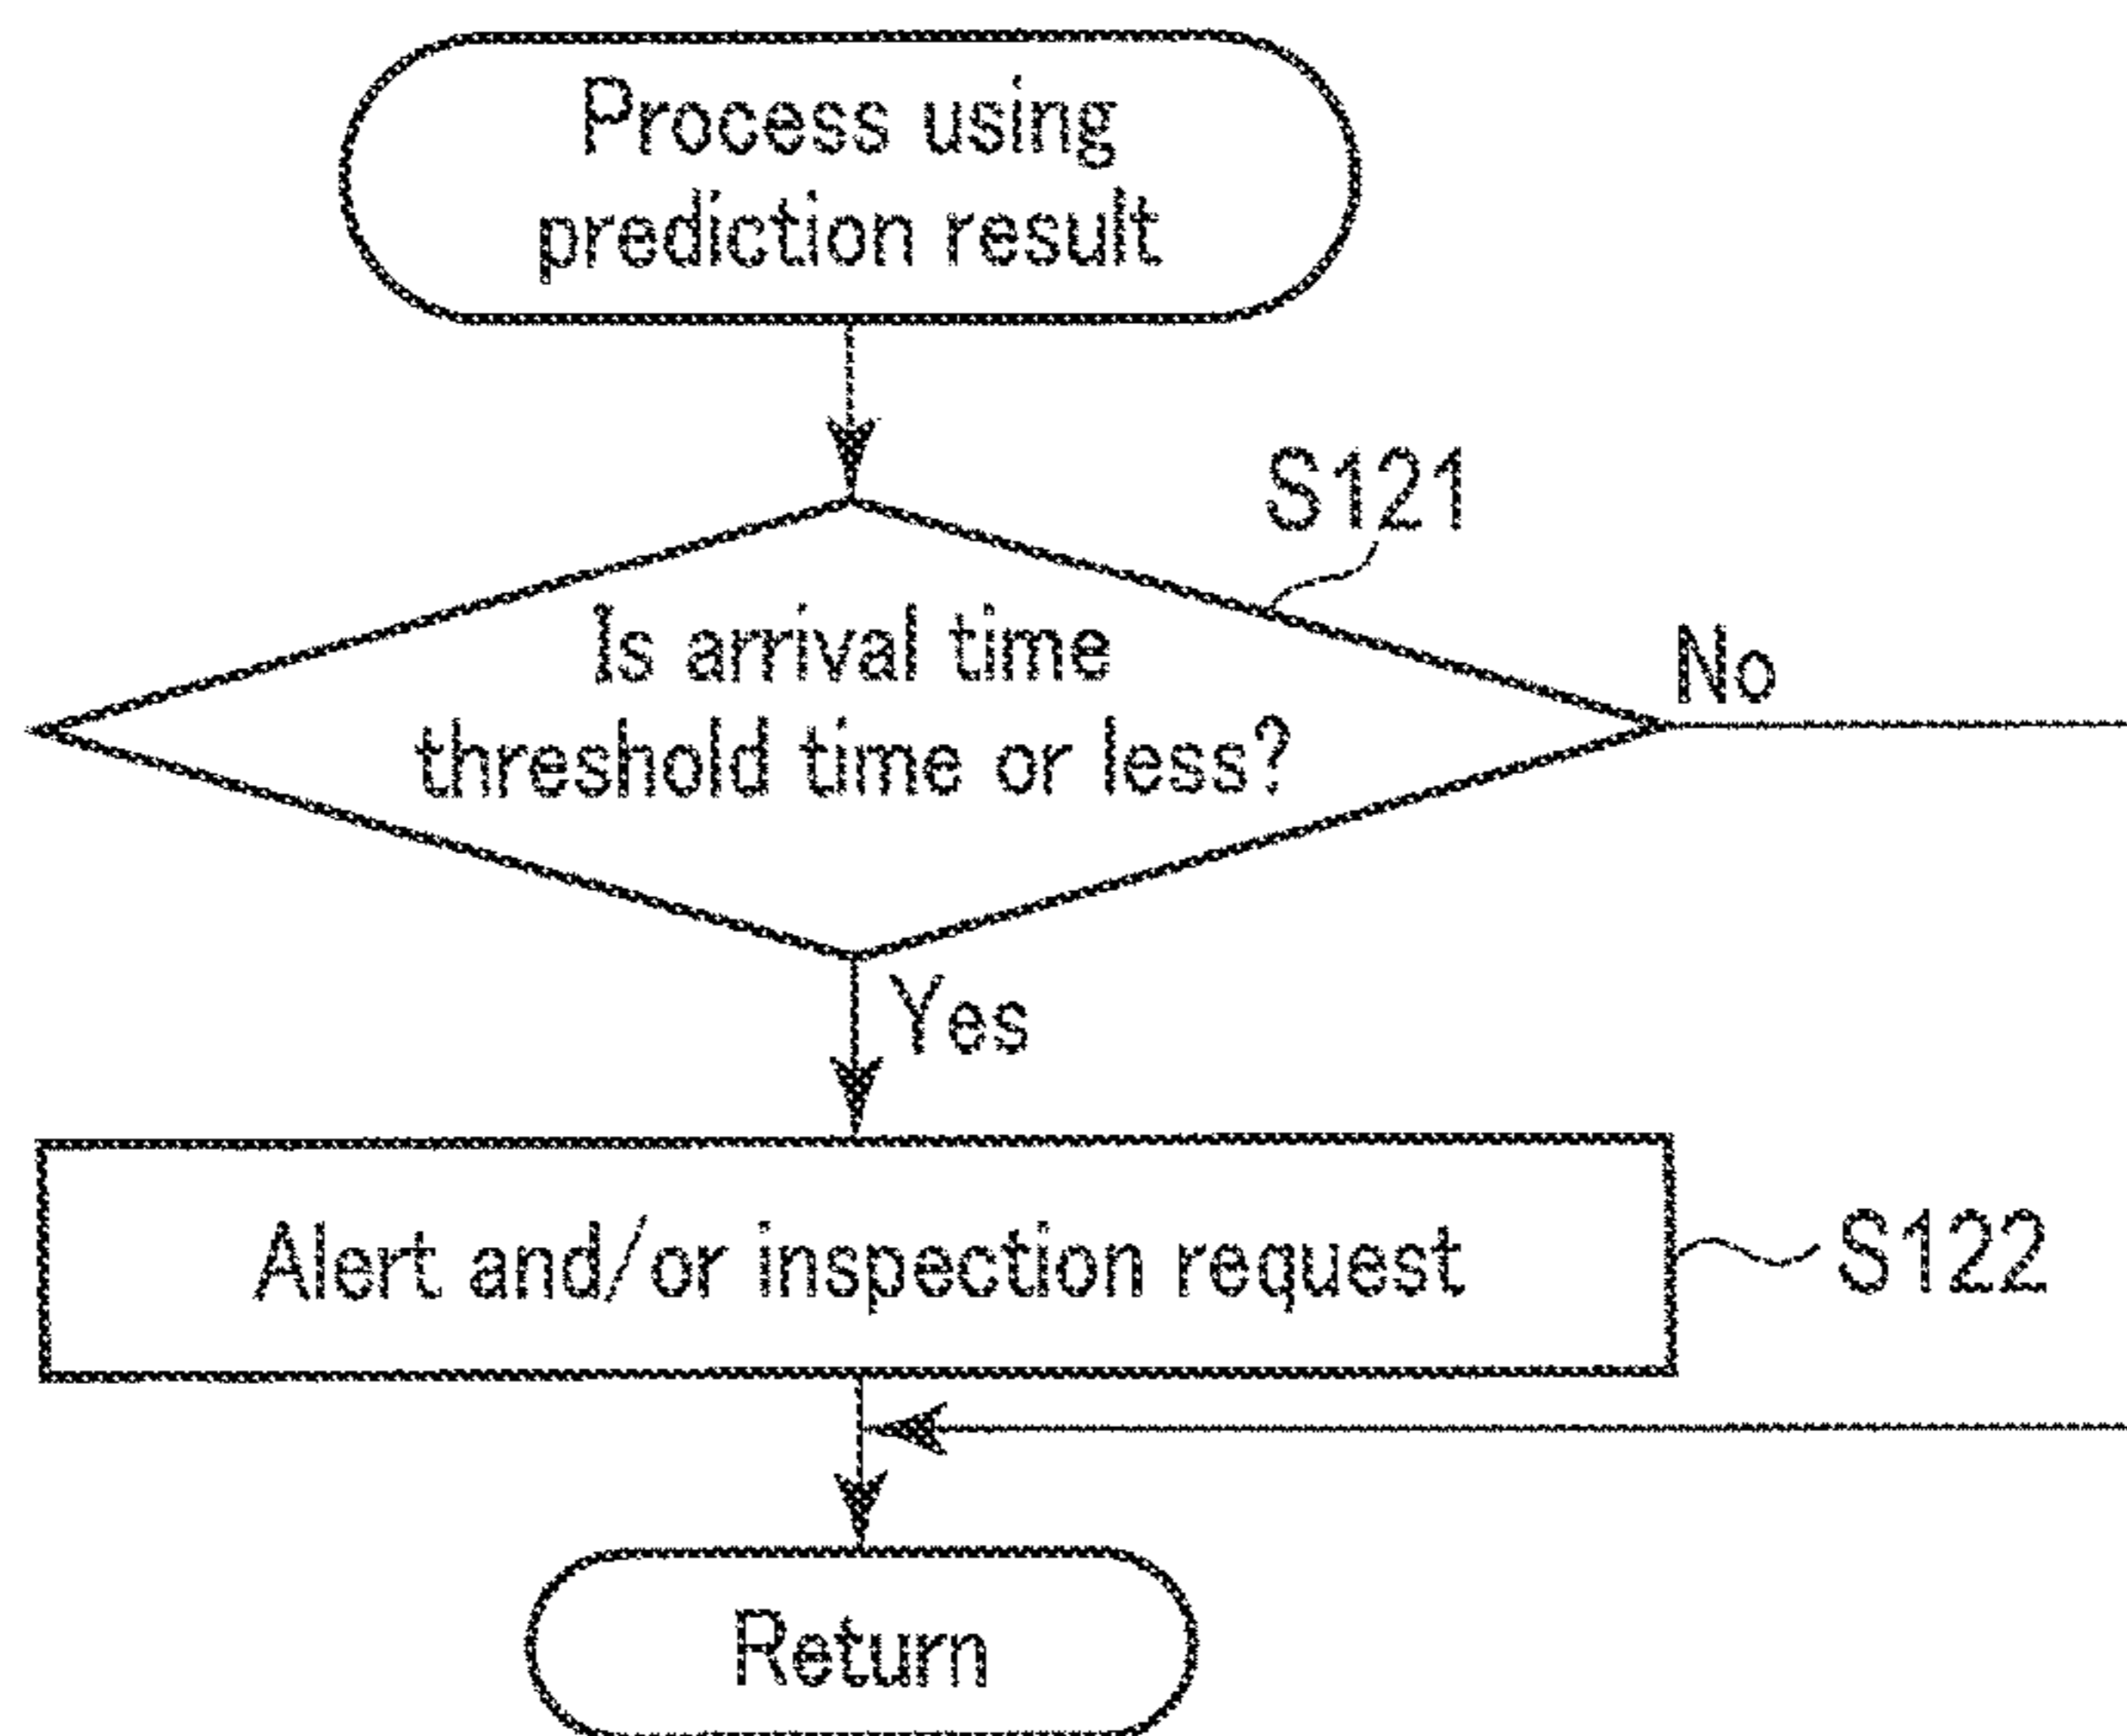 Process using
prediction result
S121
Is arrival time
threshold time or less?
No
Yes
Alert and/or inspection request
S122
Return